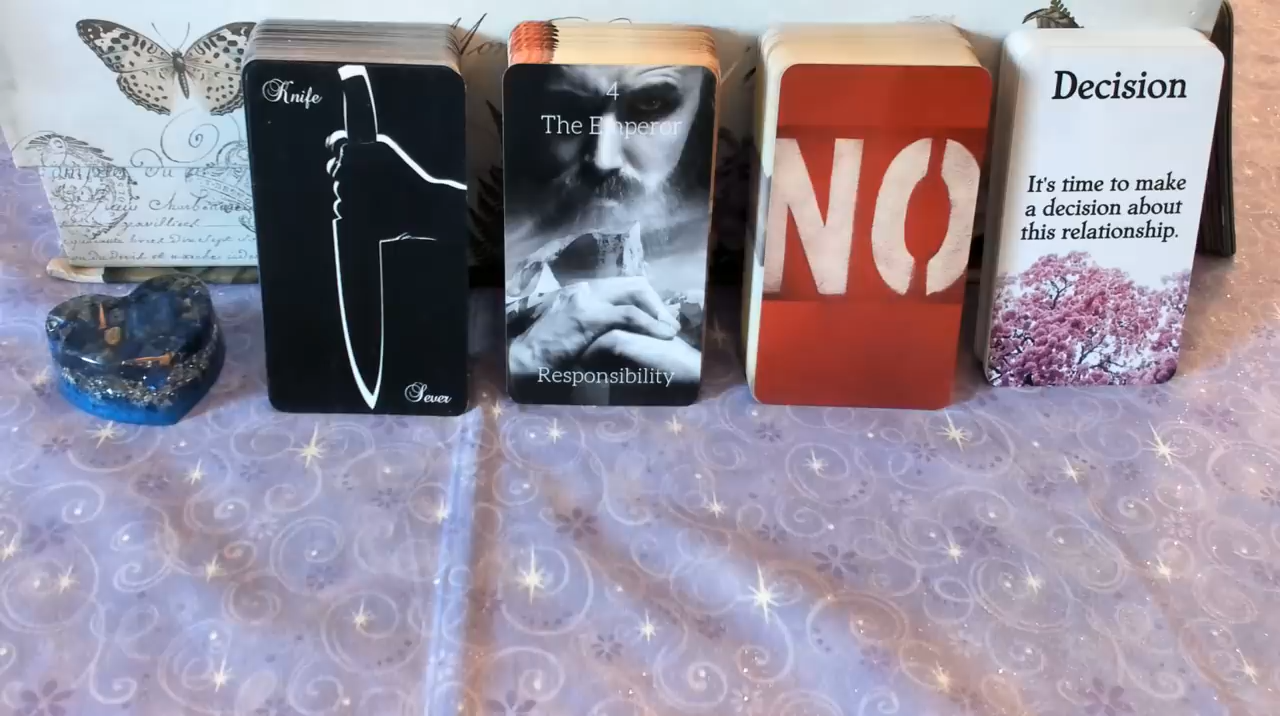 Knife
Sever
4
The Emperor
Responsibility
NO
Decision
It's time to make
a decision about
this relationship.